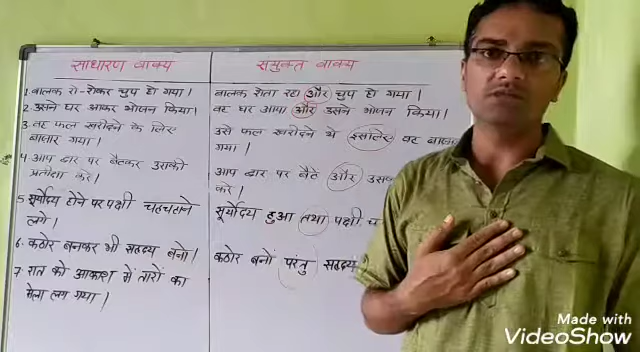 साधारण वाक्य
संयुक्त वाक्य
1. बालक रो-रोकर चुप हो गया।
2. उसने घर आकर भोजन किया।
3. वह फल खरीदने के लिए
बाजार गया।
4 आप द्वार पर बैठकर उसकी
प्रतीक्षा करें।
5 सूर्योदय होने पर पक्षी चहचहाने
लगे।
6. कठोर बनकर भी सहृदय बनो।
7. रात को आकाश में तारों का
मेला लग गया।
बालक रोता रहा और चुप हो गया।
वह घर आया और उसने भोजन किया।
उसे फल खरीदने थे इसलिए वह
गया।
आप द्वार पर बैठे और
करें।
सूर्योदय हुआ तथा पक्षी
कठोर बनों परंतु सहृदय
Made with
VideoShow